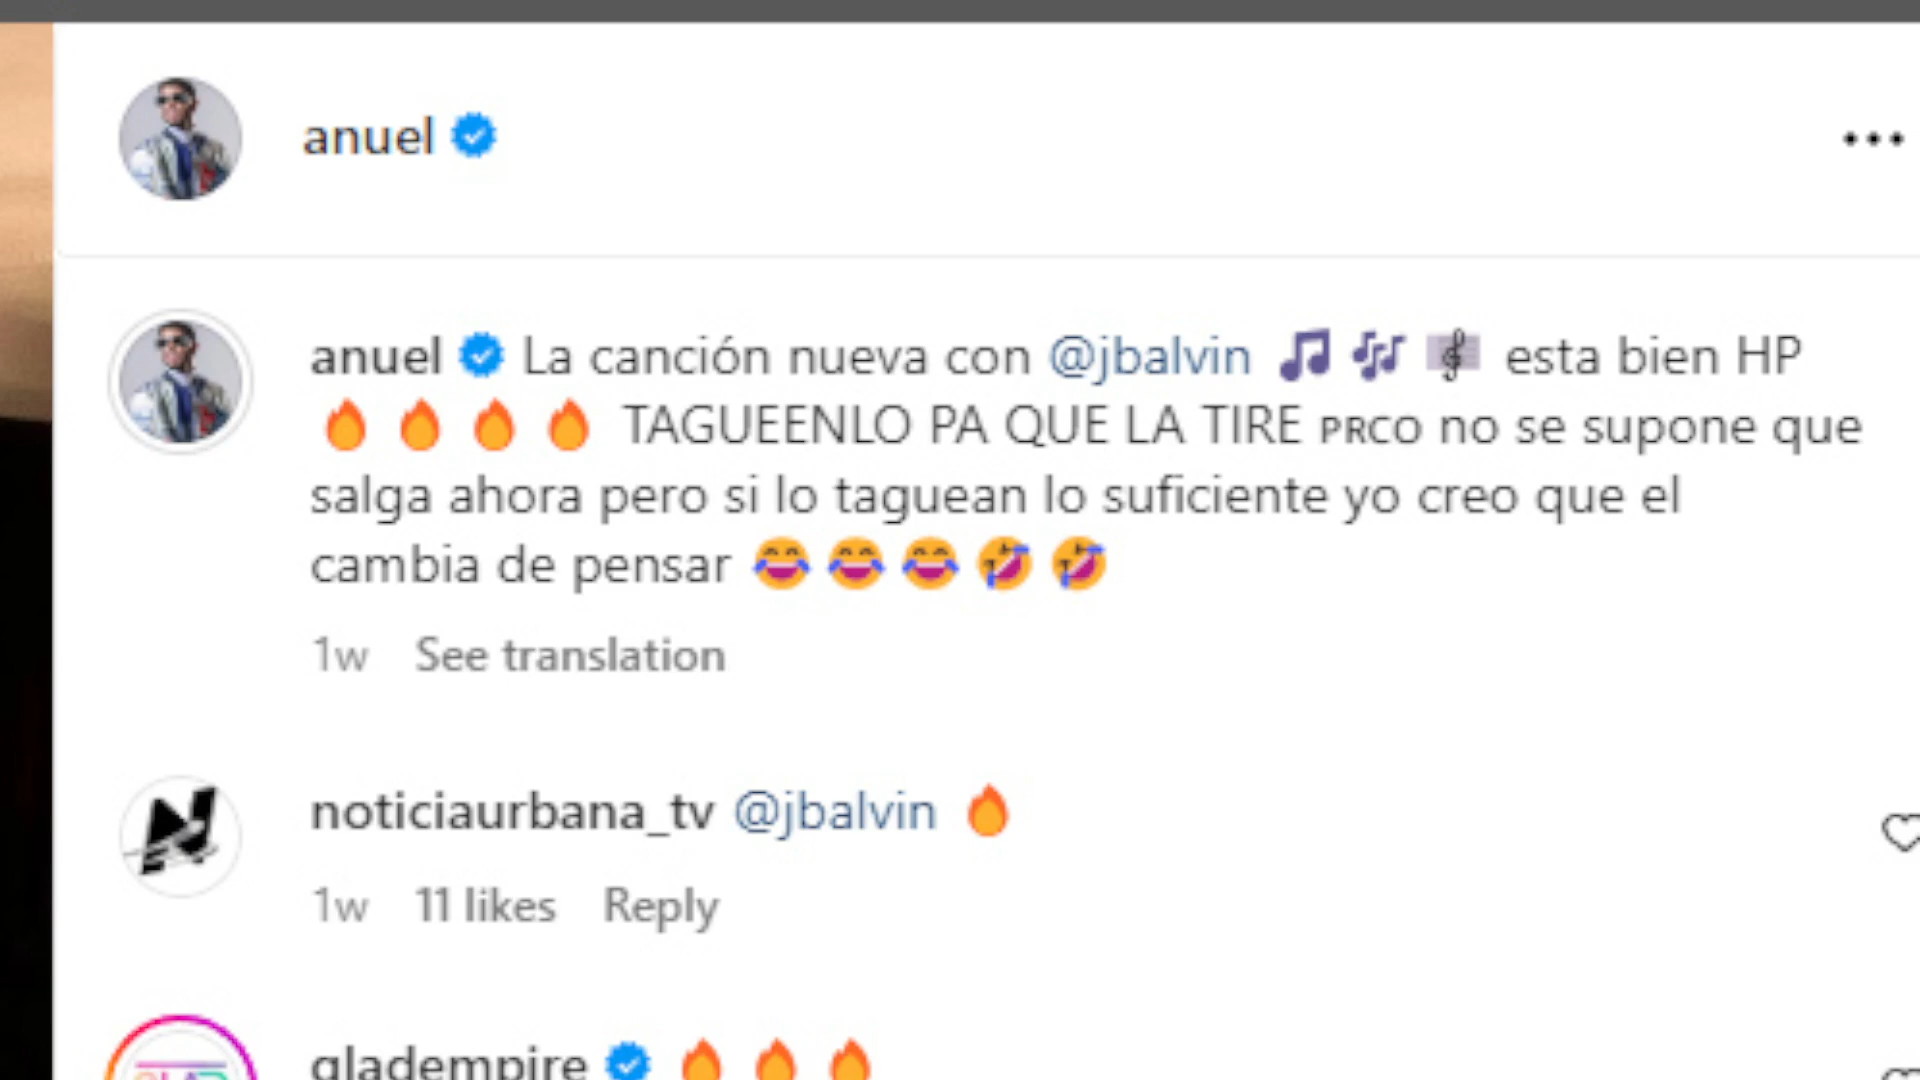 anuel
anuel La canción nueva con @jbalvin 🎵 🎶 🎼 esta bien HP
🔥 🔥 🔥 🔥 TAGUEENLO PA QUE LA TIRE ᴘʀᴄᴏ no se supone que
salga ahora pero si lo taguean lo suficiente yo creo que el
cambia de pensar 😂 😂 😂 🤣 🤣
1w See translation
noticiaurbana_tv @jbalvin 🔥
1w 11 likes Reply
gladempire 🔥 🔥 🔥